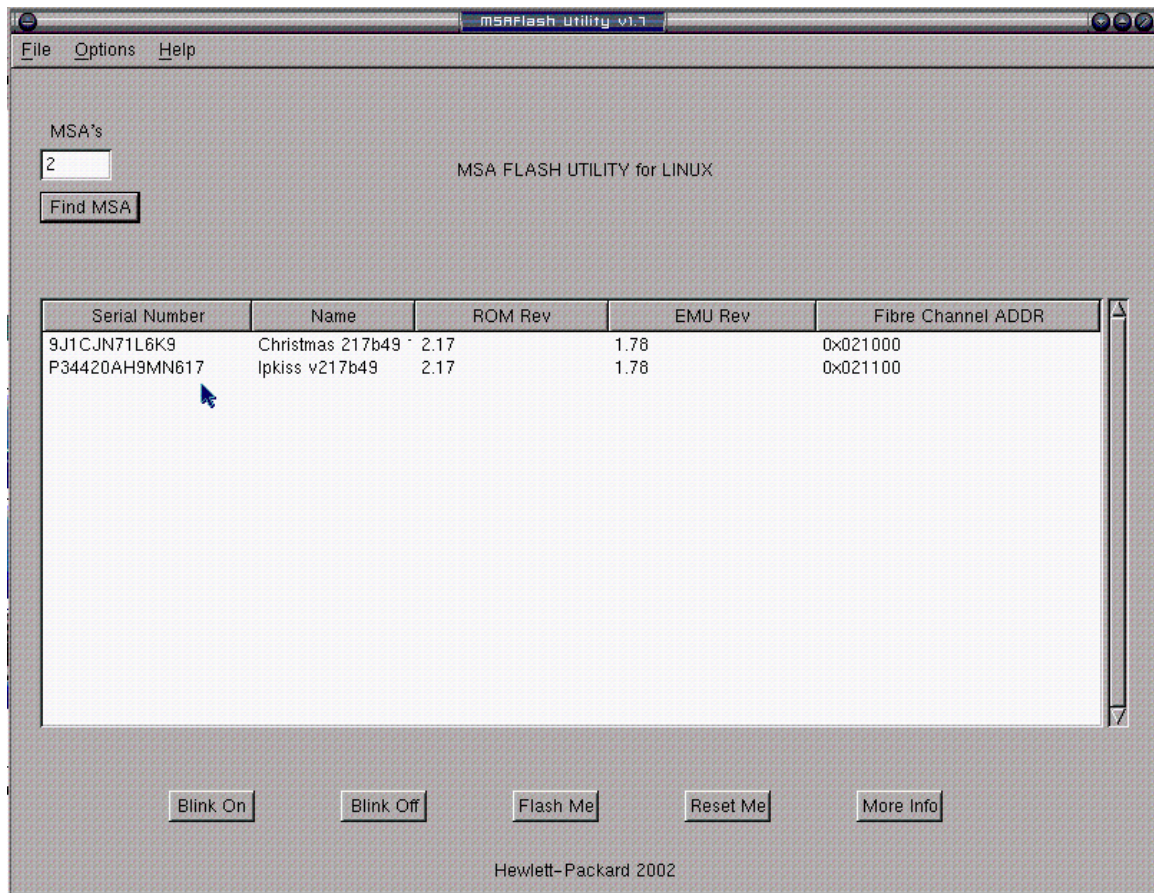 MSAFlash Utility v1.1
File Options Help
MSA's
2
MSA FLASH UTILITY for LINUX
Find MSA
Serial Number Name ROM Rev EMU Rev Fibre Channel ADDR
9J1CJN71L6K9 Christmas 217b49 2.17 1.78 0x021000
P34420AH9MN617 Ipkiss v217b49 2.17 1.78 0x021100
Blink On Blink Off Flash Me Reset Me More Info
Hewlett-Packard 2002